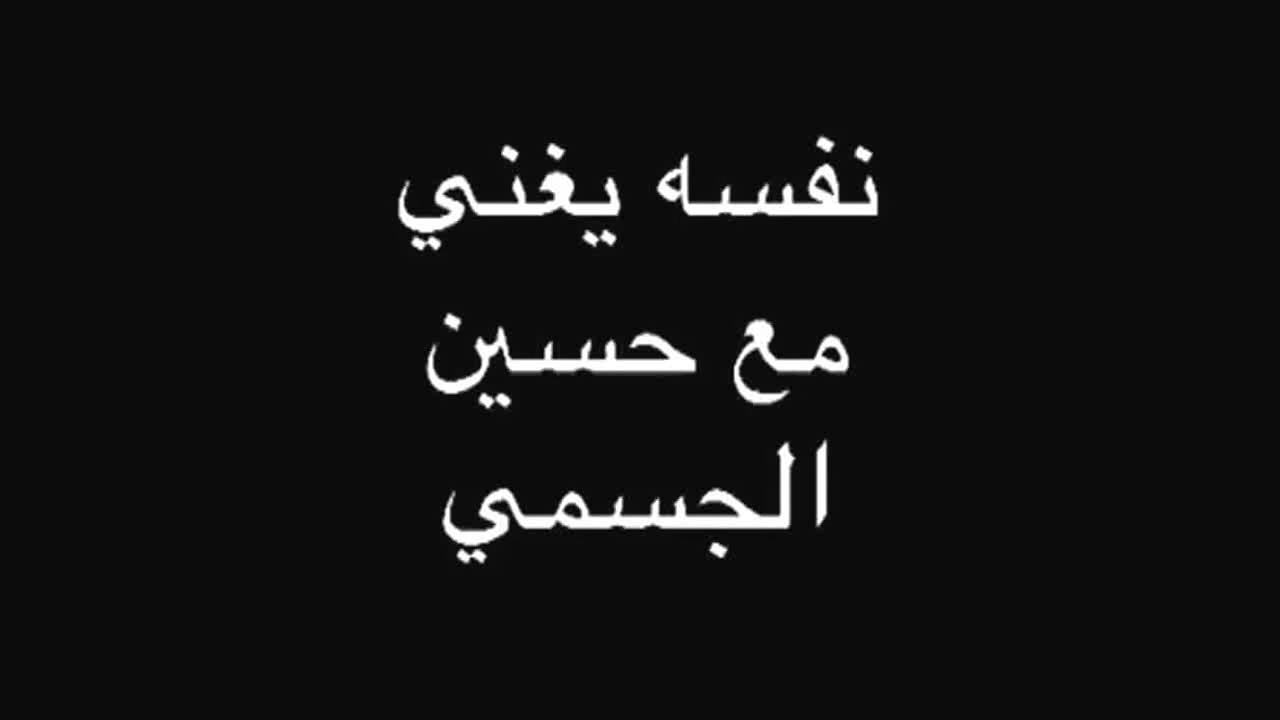 نفسه يغني
مع حسين
الجسمي